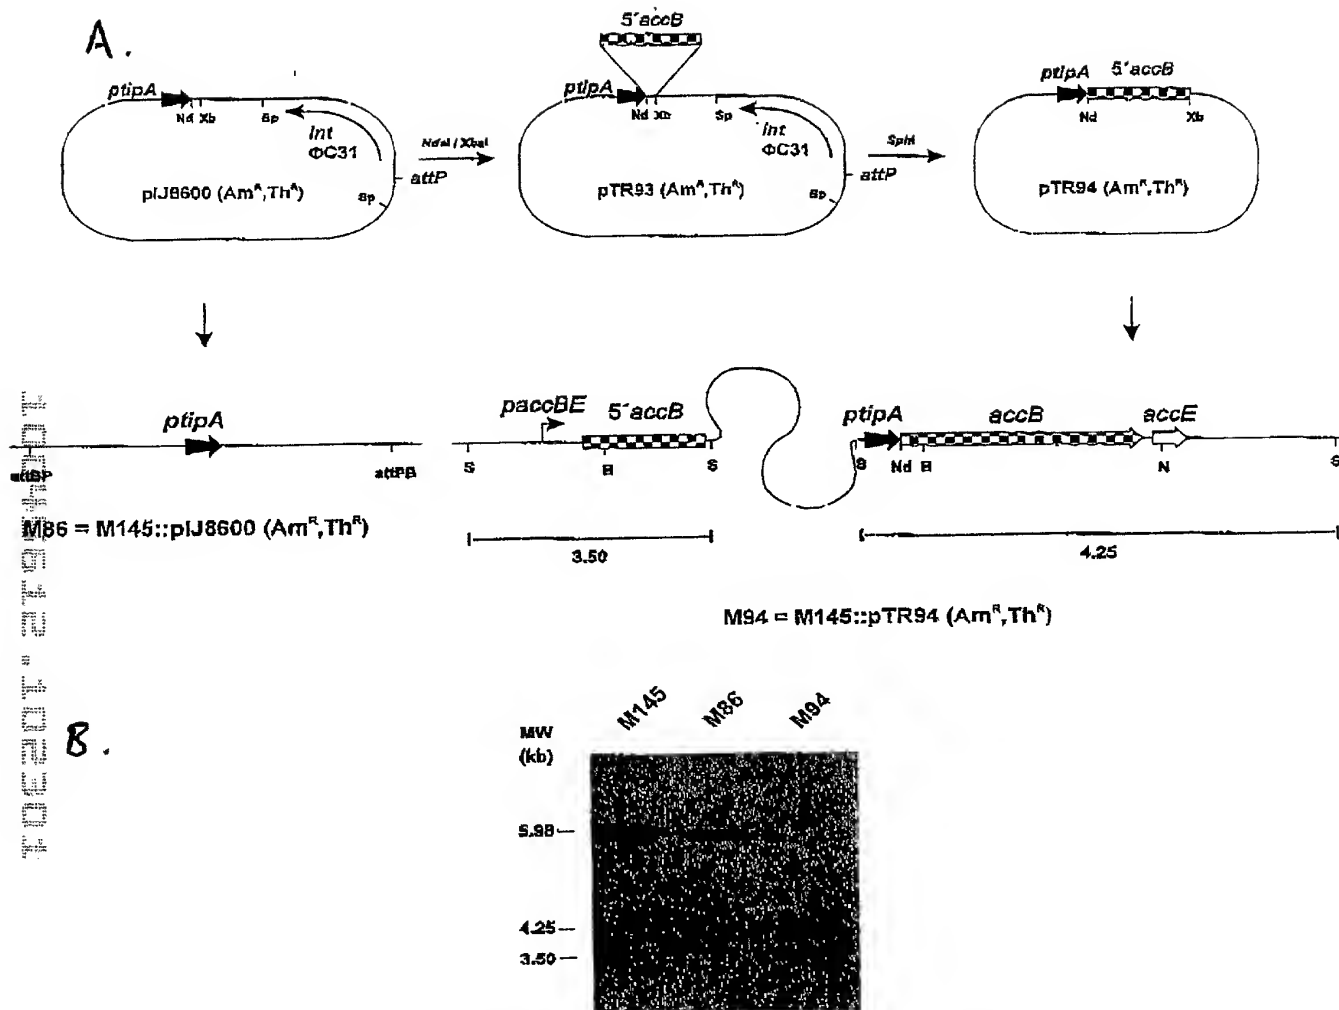 A.
5´accB
ptipA
Nd Xb Sp
Int
ΦC31
attP
Sp
pIJ8600 (Am^R,Th^R)
NdeI / XbaI
ptipA
Nd Xb Sp
Int
ΦC31
attP
Sp
pTR93 (Am^R,Th^R)
SphI
ptipA 5´accB
Nd Xb
pTR94 (Am^R,Th^R)
ptipA
attBP attPB
M86 = M145::pIJ8600 (Am^R,Th^R)
paccBE 5´accB
S B S
3.50
ptipA accB accE
S Nd B N S
4.25
M94 = M145::pTR94 (Am^R,Th^R)
B.
M145 M86 M94
MW
(kb)
5.98
4.25
3.50